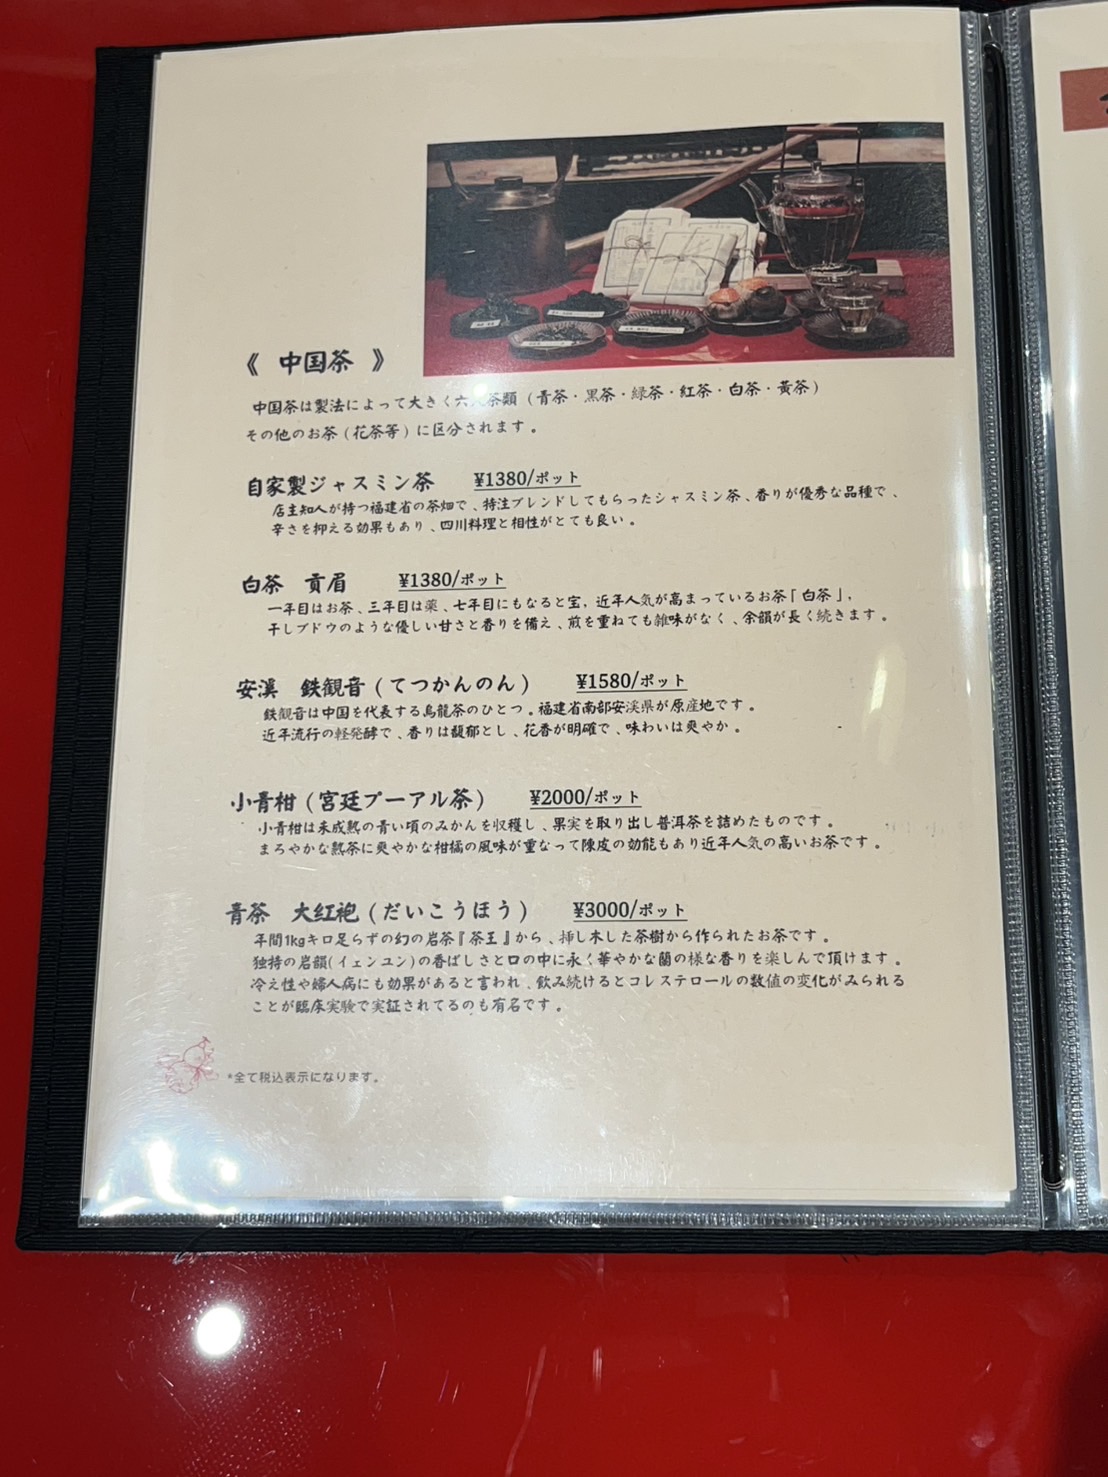 《 中国茶 》
中国茶は製法によって大きく六 茶類 (青茶・黒茶・緑茶・紅茶・白茶・黃茶)
その他のお茶 (花茶等) に区分されます。
自家製ジャスミン茶 ¥1380/ポット
店主知人が持つ福建省の茶畑で、特注ブレンドしてもらったジャスミン茶、香りが優秀な品種で、
辛さを抑える効果もあり、四川料理と相性がとても良い。
白茶 貢眉 ¥1380/ポット
一年目はお茶、三年目は薬、七年目にもなると宝, 近年人気が高まっているお茶「白茶」,
干しブドウのような優しい甘さと香りを備え、煎を重ねても雑味がなく、余韻が長く続きます。
安溪 鉄観音 (てつかんのん) ¥1580/ポット
鉄観音は中国を代表する烏龍茶のひとつ。福建省南部安渓県が原産地です。
近年流行の軽発酵で、香りは馥郁とし、花香が明確で、味わいは爽やか。
小青柑 (宮廷プーアル茶) ¥2000/ポット
小青柑は未成熟の青い頃のみかんを収穫し、果実を取り出し普洱茶を詰めたものです。
まろやかな熟茶に爽やかな柑橘の風味が重なって陳皮の効能もあり近年人気の高いお茶です。
青茶 大红袍 (だいこうほう) ¥3000/ポット
年間1kgキロ足らずの幻の岩茶『茶王』から、挿し木した茶樹から作られたお茶です。
独持の岩韻(イェンユン)の香ばしさと口の中に永く華やかな蘭の様な香りを楽しんで頂けます。
冷え性や婦人病にも効果があると言われ、飲み続けるとコレステロールの数値の変化がみられる
ことが臨床実験で実証されてるのも有名です。
*全て税込表示になります。